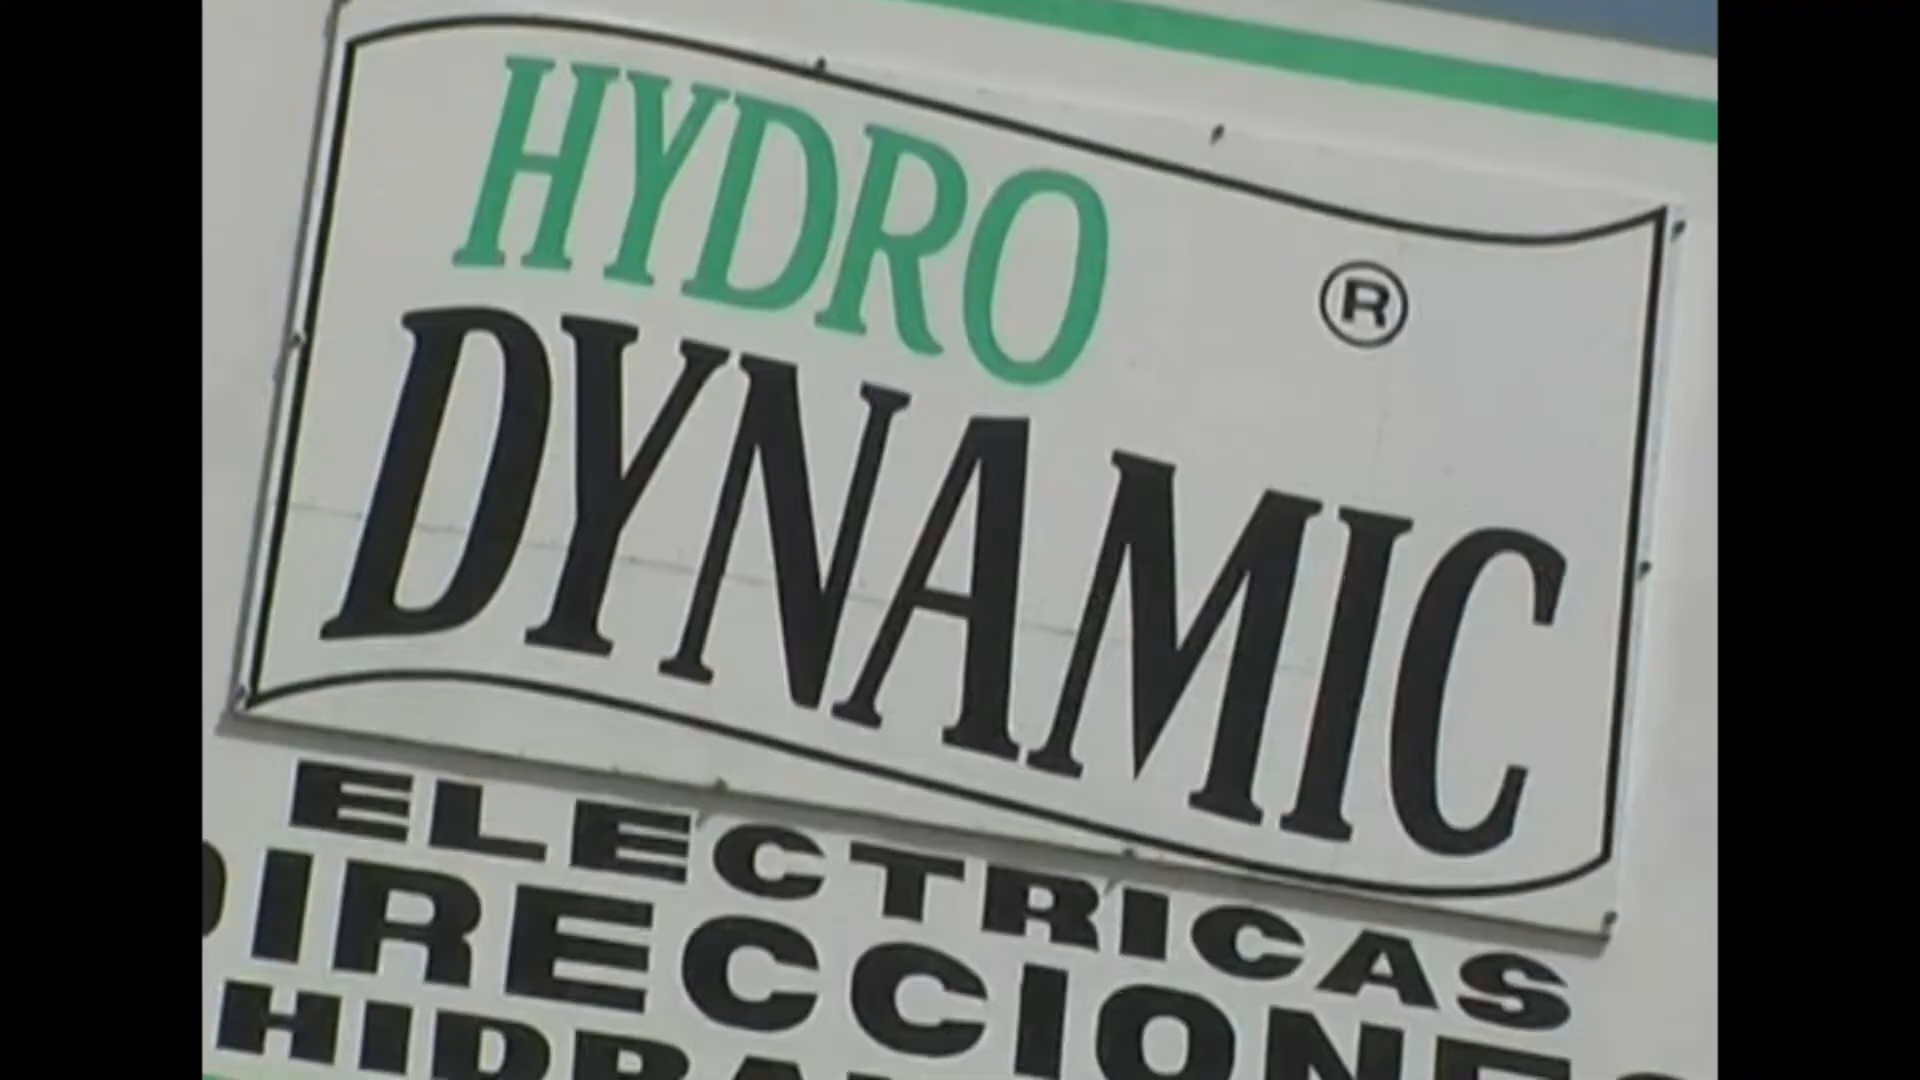 HYDRO
®
DYNAMIC
ELECTRICAS
DIRECCIONES